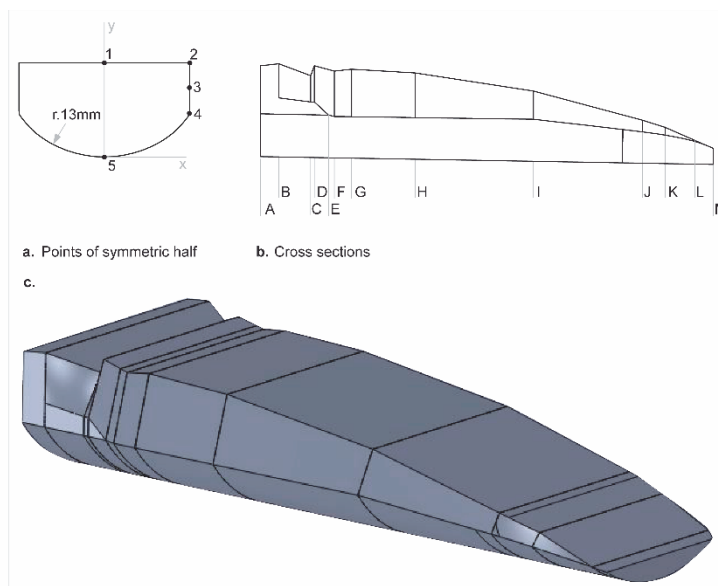 y
1
2
3
4
r.13mm
5
x
A
B
C
D
E
F
G
H
I
J
K
L
a. Points of symmetric half
b. Cross sections
c.